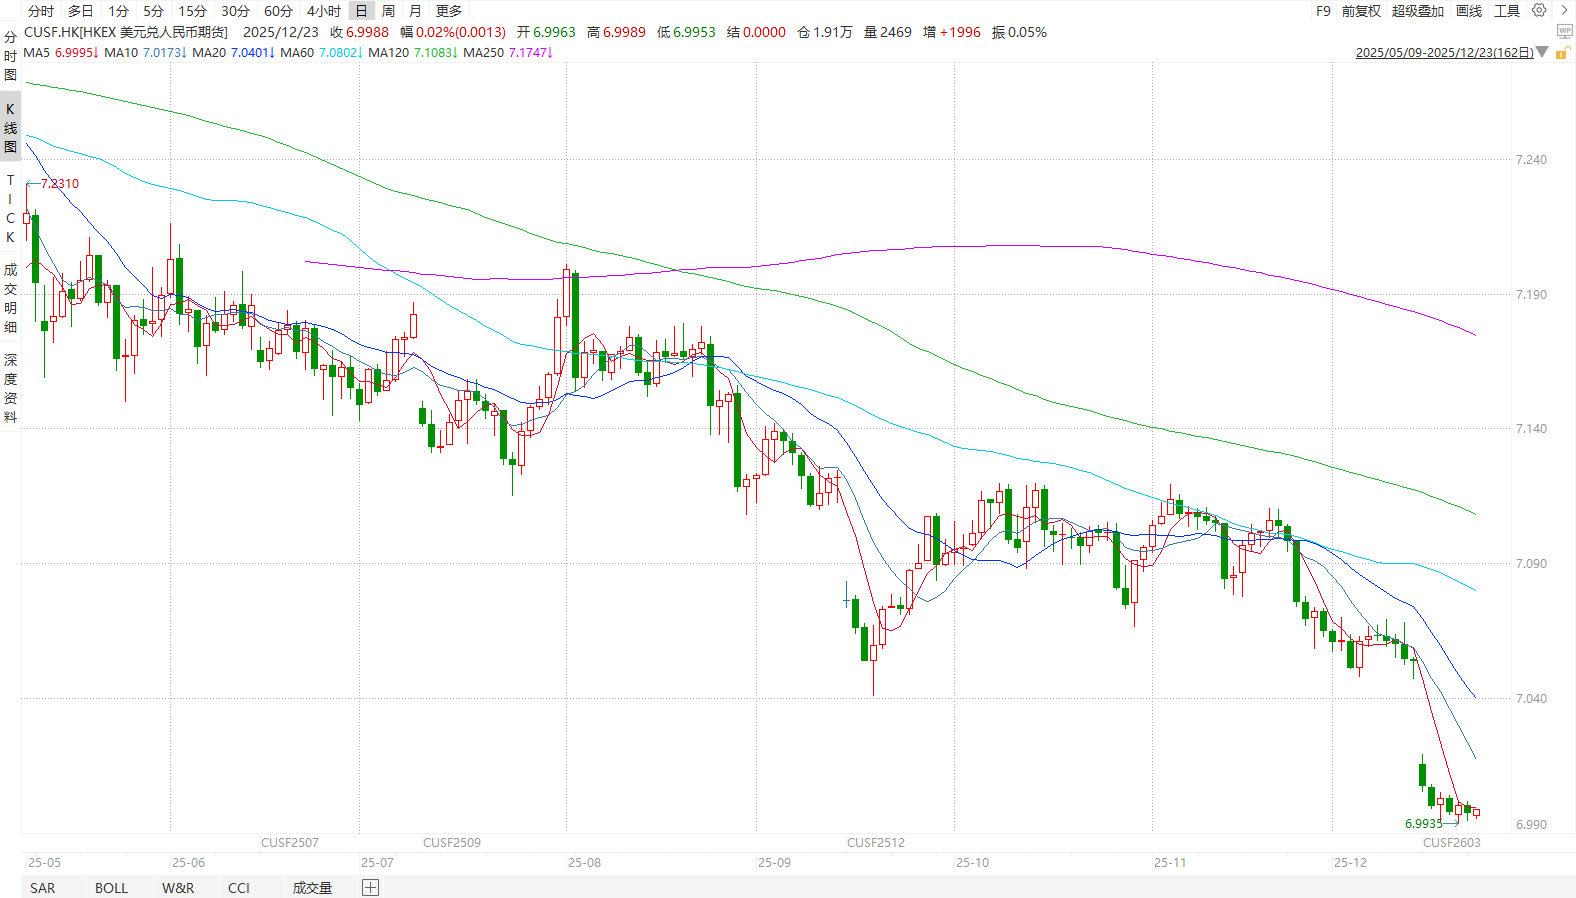 分时 多日 1分 5分 15分 30分 60分 4小时 日 周 月 更多 F9 前复权 超级叠加 画线 工具
CUSF.HK[HKEX 美元兑人民币期货] 2025/12/23 收 6.9988 幅 0.02%(0.0013) 开 6.9963 高 6.9989 低 6.9953 结 0.0000 仓 1.91万 量 2469 增 +1996 振 0.05%
WP
MA5 6.9995↓ MA10 7.0173↓ MA20 7.0401↓ MA60 7.0802↓ MA120 7.1083↓ MA250 7.1747↓
2025/05/09-2025/12/23(162日)
分时图
K线图
TICK
成交明细
深度资料
7.240
7.2310
7.190
7.140
7.090
7.040
6.9935
6.990
CUSF2507 CUSF2509 CUSF2512 CUSF2603
25-05 25-06 25-07 25-08 25-09 25-10 25-11 25-12
SAR BOLL W&R CCI 成交量